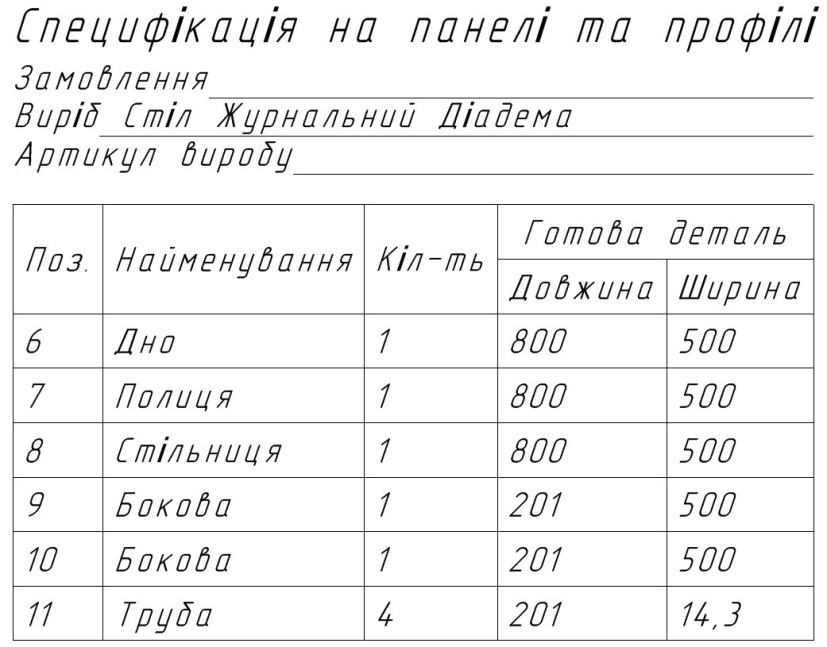 Специфікація на панелі та профілі
Замовлення
Виріб Стіл Журнальний Діадема
Артикул виробу
Поз. Найменування Кіл-ть Готова деталь
Довжина Ширина
6 Дно 1 800 500
7 Полиця 1 800 500
8 Стільниця 1 800 500
9 Бокова 1 201 500
10 Бокова 1 201 500
11 Труба 4 201 14,3